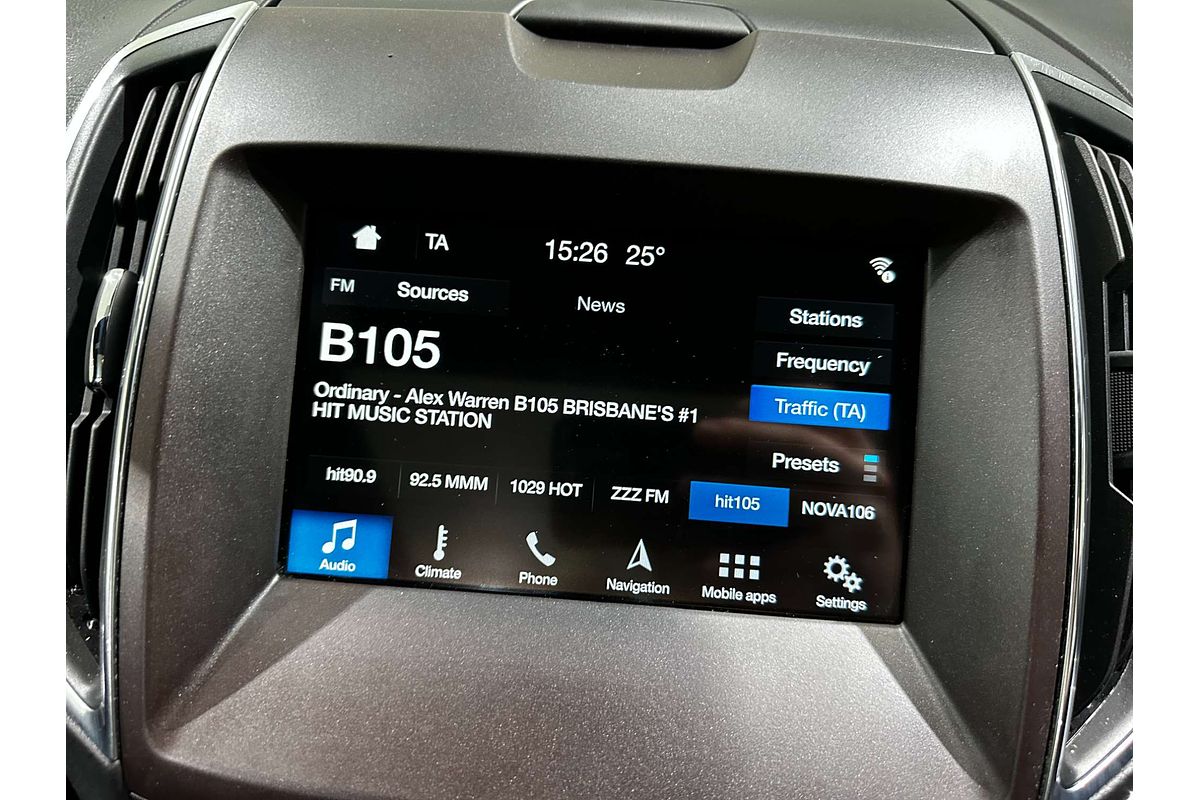 TA 15:26 25°
FM Sources News Stations
B105
Frequency
Ordinary - Alex Warren B105 BRISBANE'S #1
HIT MUSIC STATION
Traffic (TA)
Presets
hit90.9 92.5 MMM 1029 HOT ZZZ FM hit105 NOVA106
Audio Climate Phone Navigation Mobile apps Settings